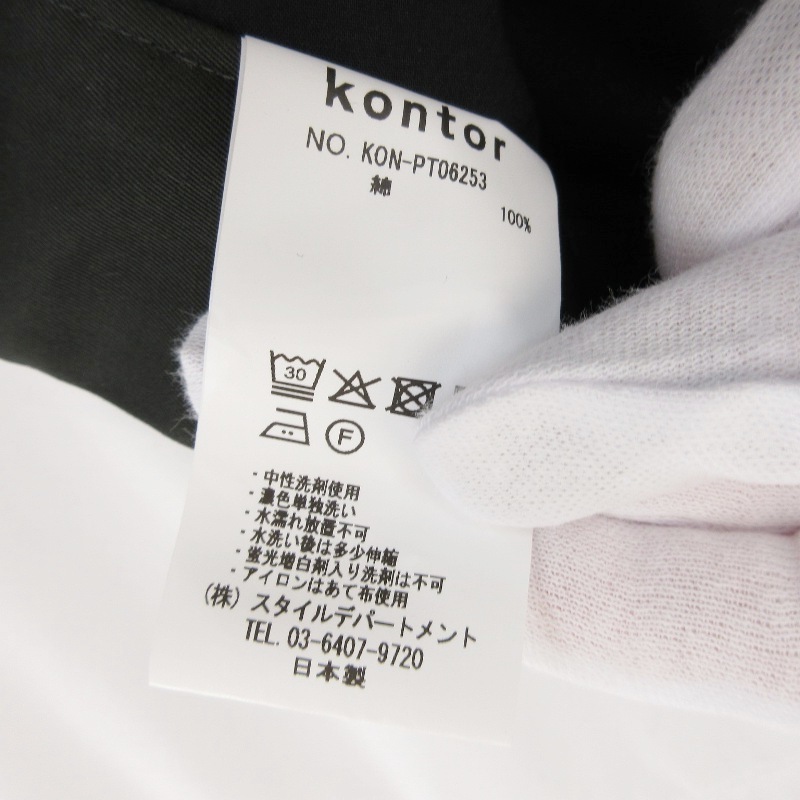 kontor
NO. KON-PT06253
綿
100%
30
F
・中性洗剤使用
・濃色単独洗い
・水濡れ放置不可
・水洗い後は多少伸縮
・蛍光増白剤入り洗剤は不可
・アイロンはあて布使用
(株) スタイルデパートメント
TEL. 03-6407-9720
日本製